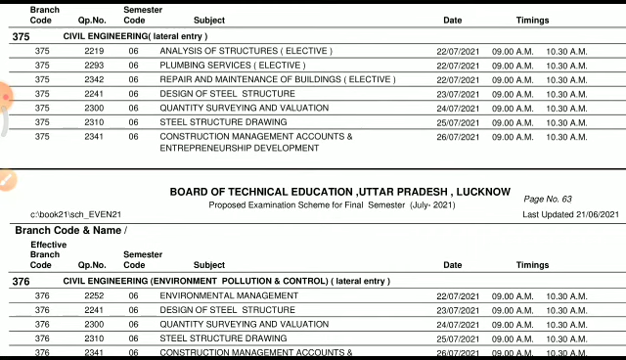 Branch Semester
Code Qp.No. Code Subject Date Timings
375 CIVIL ENGINEERING( lateral entry )
375 2219 06 ANALYSIS OF STRUCTURES ( ELECTIVE ) 22/07/2021 09.00 A.M. 10.30 A.M.
375 2293 06 PLUMBING SERVICES ( ELECTIVE ) 22/07/2021 09.00 A.M. 10.30 A.M.
375 2342 06 REPAIR AND MAINTENANCE OF BUILDINGS ( ELECTIVE ) 22/07/2021 09.00 A.M. 10.30 A.M.
375 2241 06 DESIGN OF STEEL STRUCTURE 23/07/2021 09.00 A.M. 10.30 A.M.
375 2300 06 QUANTITY SURVEYING AND VALUATION 24/07/2021 09.00 A.M. 10.30 A.M.
375 2310 06 STEEL STRUCTURE DRAWING 25/07/2021 09.00 A.M. 10.30 A.M.
375 2341 06 CONSTRUCTION MANAGEMENT ACCOUNTS & 26/07/2021 09.00 A.M. 10.30 A.M.
ENTREPRENEURSHIP DEVELOPMENT
BOARD OF TECHNICAL EDUCATION ,UTTAR PRADESH , LUCKNOW
Page No. 63
Proposed Examination Scheme for Final Semester (July- 2021)
c:\book21\sch_EVEN21 Last Updated 21/06/2021
Branch Code & Name /
Effective
Branch Semester
Code Qp.No. Code Subject Date Timings
376 CIVIL ENGINEERING (ENVIRONMENT POLLUTION & CONTROL) ( lateral entry )
376 2252 06 ENVIRONMENTAL MANAGEMENT 22/07/2021 09.00 A.M. 10.30 A.M.
376 2241 06 DESIGN OF STEEL STRUCTURE 23/07/2021 09.00 A.M. 10.30 A.M.
376 2300 06 QUANTITY SURVEYING AND VALUATION 24/07/2021 09.00 A.M. 10.30 A.M.
376 2310 06 STEEL STRUCTURE DRAWING 25/07/2021 09.00 A.M. 10.30 A.M.
376 2341 06 CONSTRUCTION MANAGEMENT ACCOUNTS & 26/07/2021 09.00 A.M. 10.30 A.M.